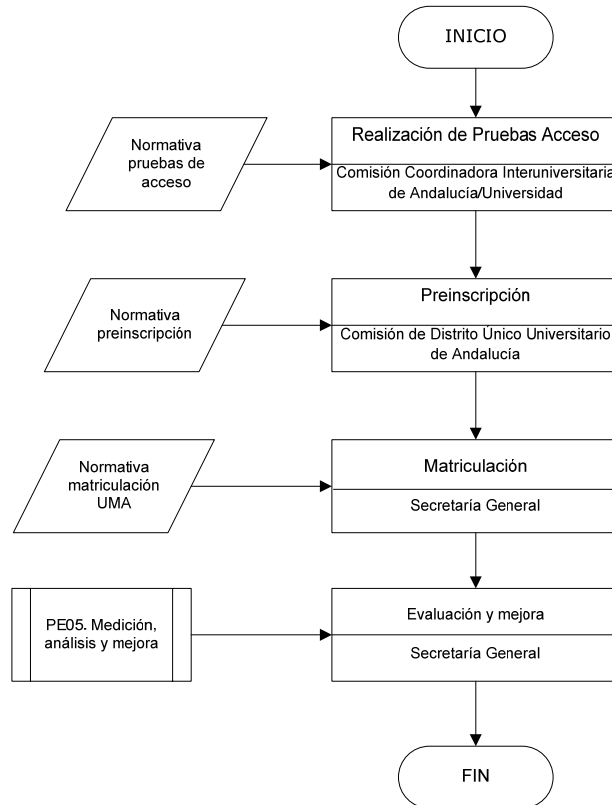 INICIO
Normativa
pruebas de
acceso
Realización de Pruebas Acceso
Comisión Coordinadora Interuniversitaria
de Andalucía/Universidad
Normativa
preinscripción
Preinscripción
Comisión de Distrito Único Universitario
de Andalucía
Normativa
matriculación
UMA
Matriculación
Secretaría General
PE05. Medición,
análisis y mejora
Evaluación y mejora
Secretaría General
FIN